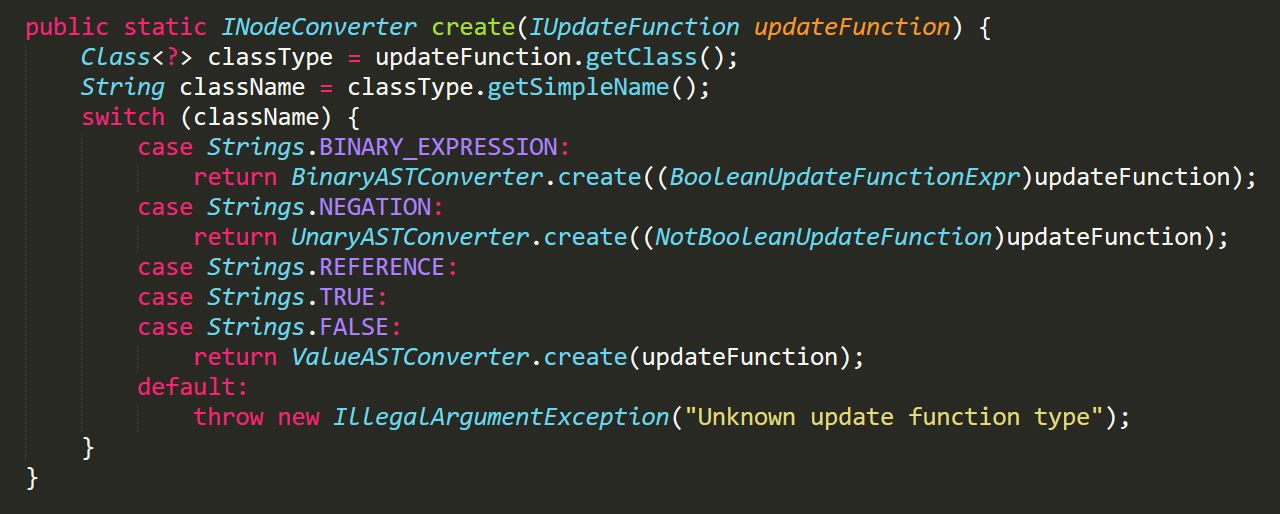 public static INodeConverter create(IUpdateFunction updateFunction) {
    Class<?> classType = updateFunction.getClass();
    String className = classType.getSimpleName();
    switch (className) {
        case Strings.BINARY_EXPRESSION:
            return BinaryASTConverter.create((BooleanUpdateFunctionExpr)updateFunction);
        case Strings.NEGATION:
            return UnaryASTConverter.create((NotBooleanUpdateFunction)updateFunction);
        case Strings.REFERENCE:
        case Strings.TRUE:
        case Strings.FALSE:
            return ValueASTConverter.create(updateFunction);
        default:
            throw new IllegalArgumentException("Unknown update function type");
    }
}